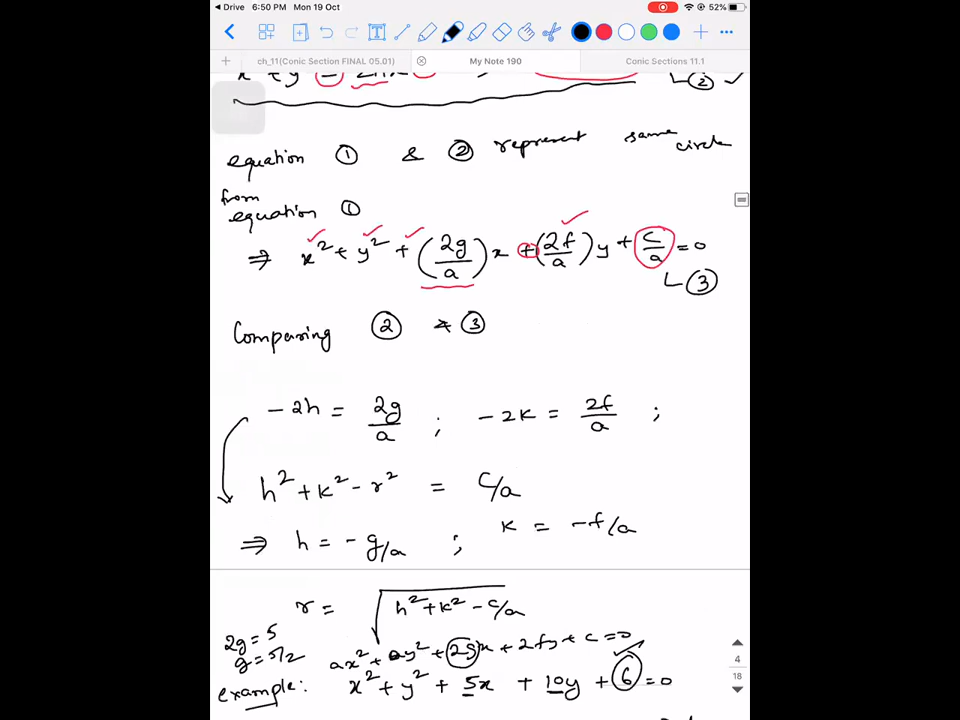 Drive 6:50 PM Mon 19 Oct 52%
ch_11(Conic Section FINAL 05.01) My Note 190 Conic Sections 11.1
②
equation ① & ② represent same circle
from
equation ①
⇒ x² + y² + (2g/a)x + (2f/a)y + c/a = 0
③
Comparing ② & ③
-2h = 2g/a ; -2k = 2f/a ;
h² + k² - r² = c/a
⇒ h = -g/a ; k = -f/a
r = √(h² + k² - c/a)
2g = 5
g = 5/2
ax² + ay² + 2gx + 2fy + c = 0
example: x² + y² + 5x + 10y + 6 = 0
4
18